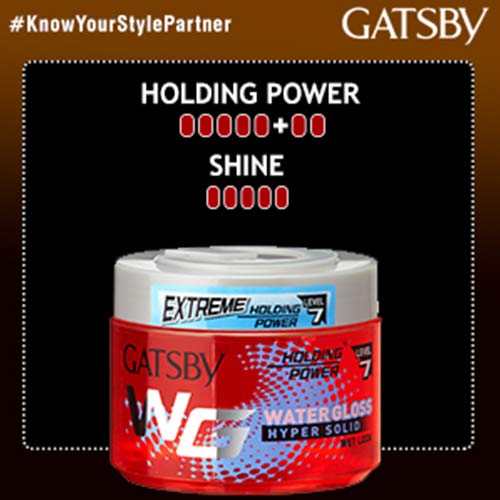 #KnowYourStylePartner
GATSBY
HOLDING POWER
+
SHINE
EXTREME
HOLDING POWER
LEVEL 7
GATSBY
HOLDING POWER
LEVEL 7
WG
WATER GLOSS
HYPER SOLID
WET LOOK